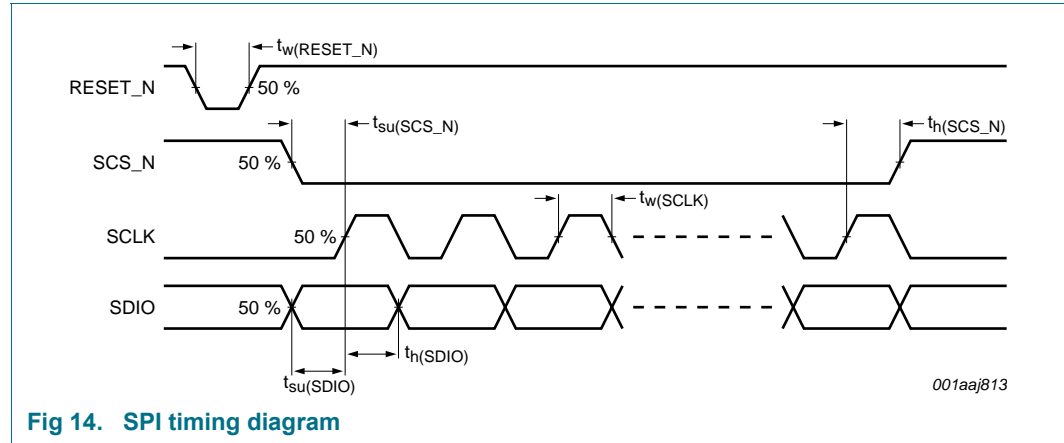 tw(RESET_N)
RESET_N
50 %
tsu(SCS_N)
th(SCS_N)
SCS_N
50 %
tw(SCLK)
SCLK
50 %
SDIO
50 %
th(SDIO)
tsu(SDIO)
001aaj813
Fig 14. SPI timing diagram